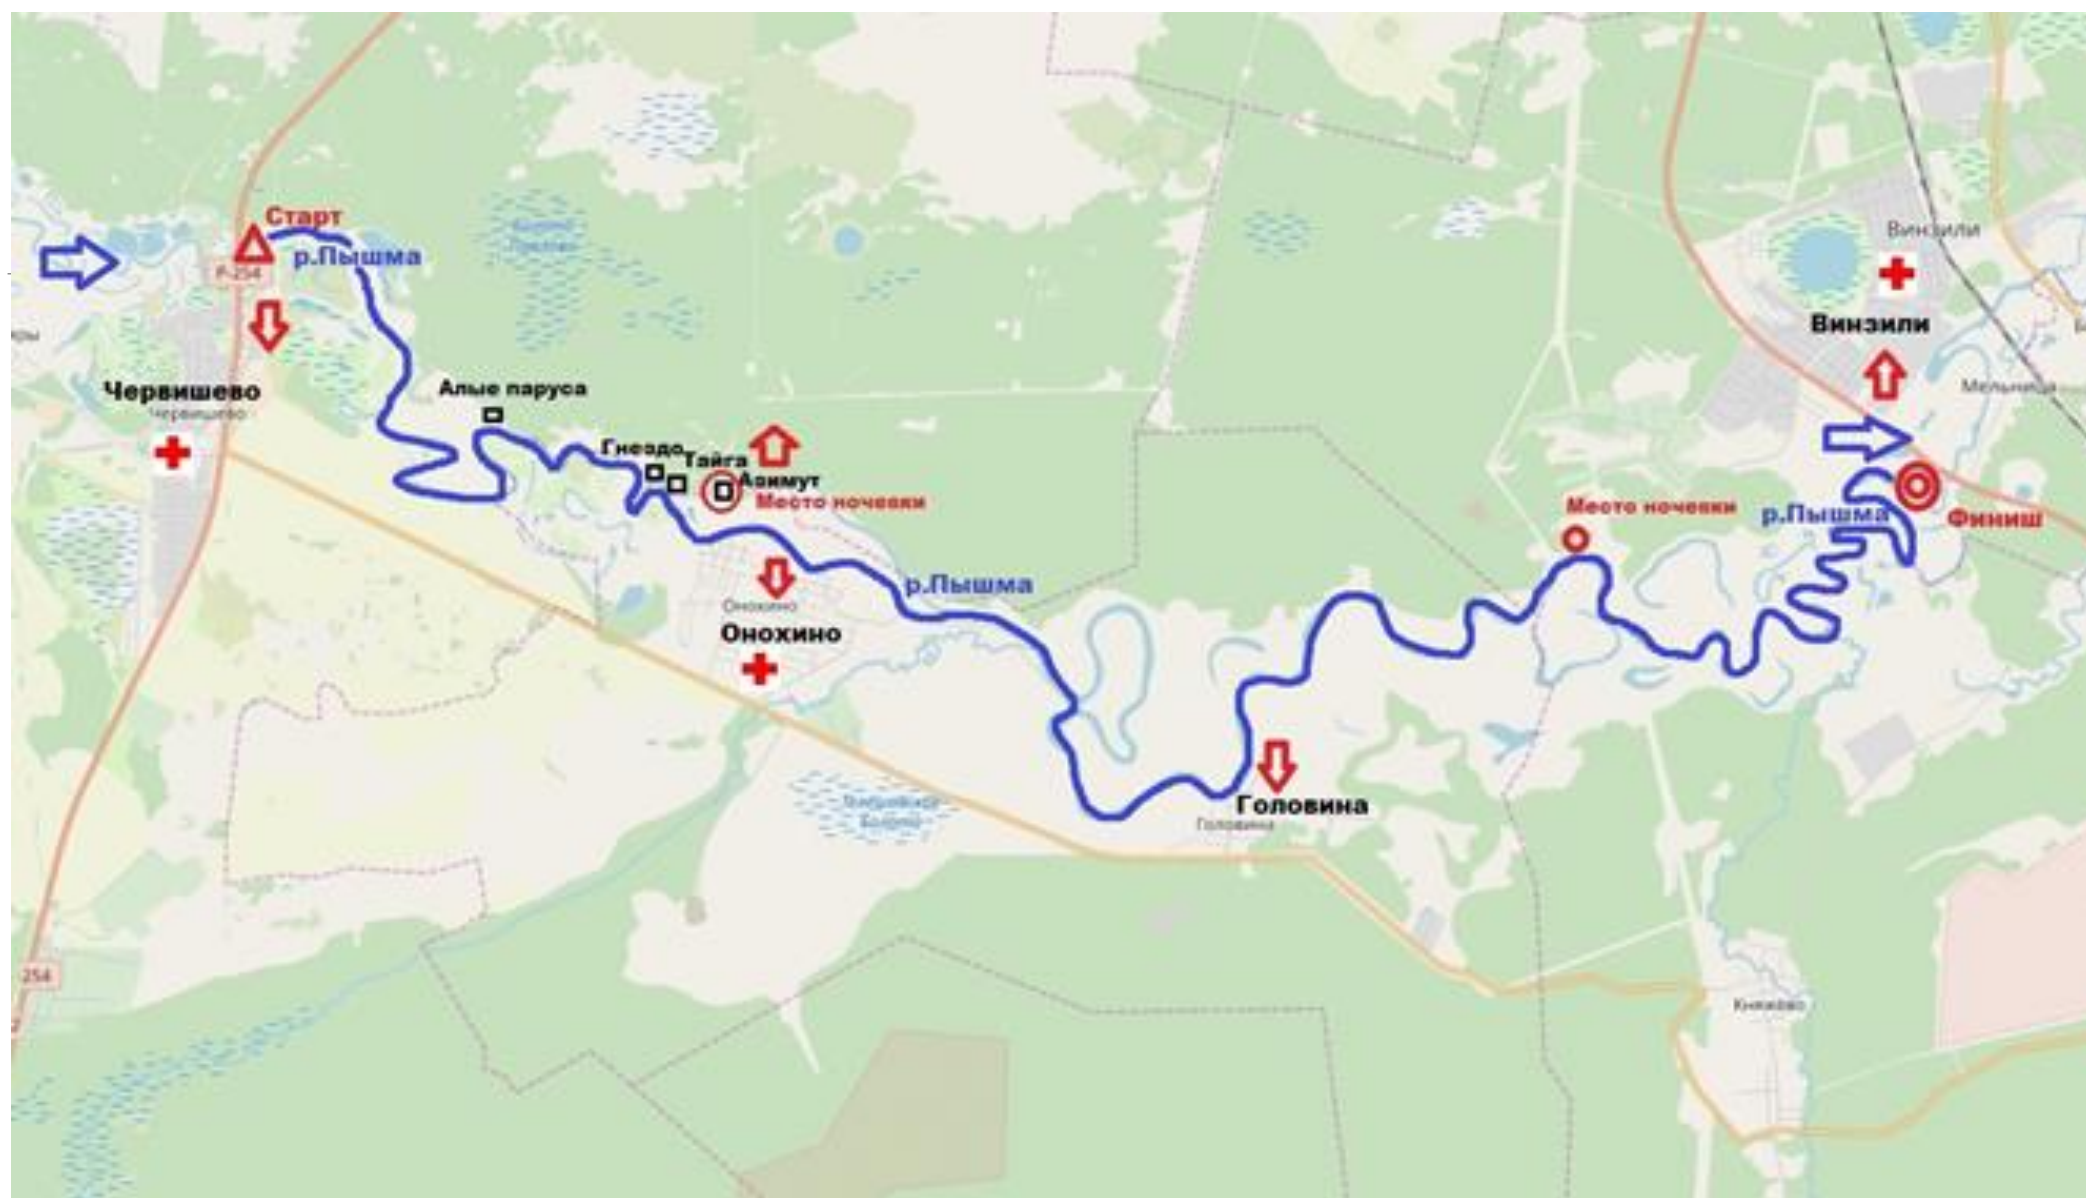 Старт
р.Пышма
Р-254
Винзили
Винзили
Мельница
Червишево
Червишево
Алые паруса
Гнездо
Тайга
Азимут
Место ночевки
Место ночевки
р.Пышма
Финиш
р.Пышма
Онохино
Онохино
Головина
Головина
254
Княжево